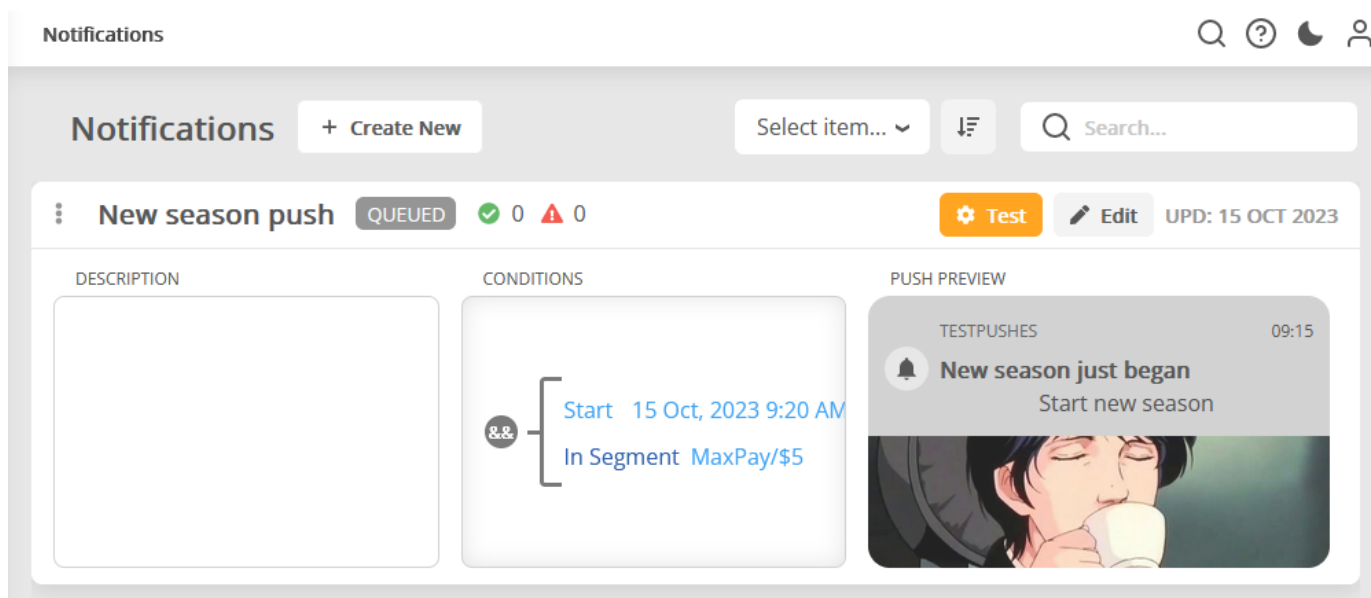 Notifications
Notifications
+ Create New
Select item...
Search...
New season push QUEUED 0 0
Test
Edit
UPD: 15 OCT 2023
DESCRIPTION
CONDITIONS
&&
Start 15 Oct, 2023 9:20 AM
In Segment MaxPay/$5
PUSH PREVIEW
TESTPUSHES 09:15
New season just began
Start new season